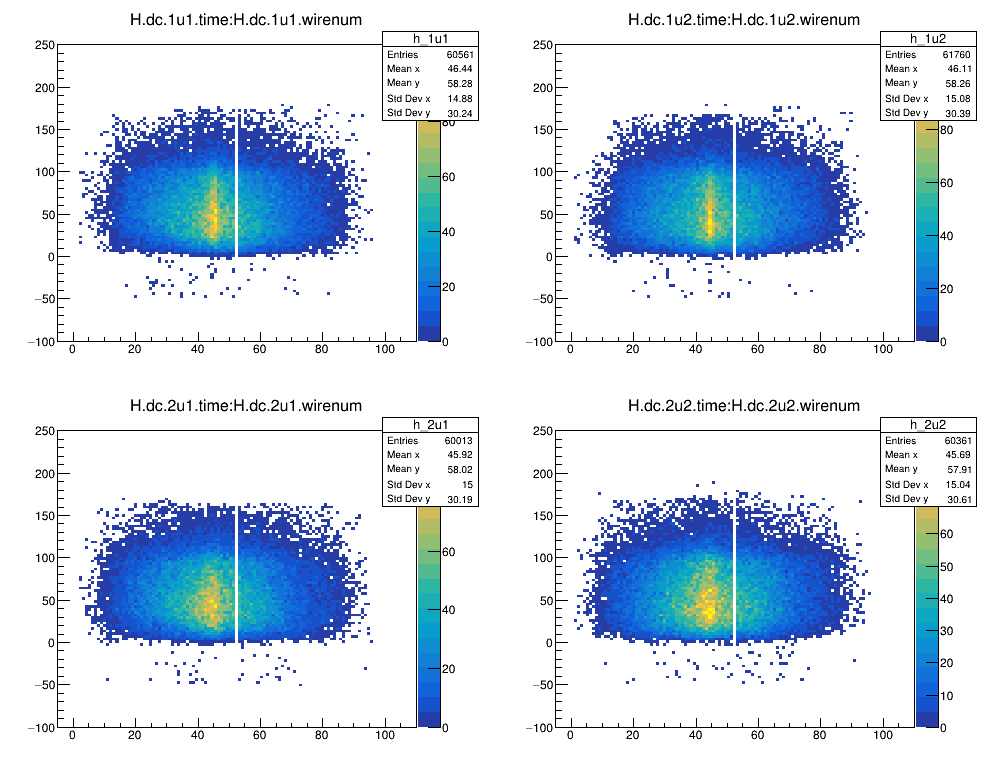 H.dc.1u1.time:H.dc.1u1.wirenum
h_1u1
Entries 60561
Mean x 46.44
Mean y 58.28
Std Dev x 14.88
Std Dev y 30.24
250
200
150
100
50
0
−50
−100
0 20 40 60 80 100
80
60
40
20
0
H.dc.1u2.time:H.dc.1u2.wirenum
h_1u2
Entries 61760
Mean x 46.11
Mean y 58.26
Std Dev x 15.08
Std Dev y 30.39
250
200
150
100
50
0
−50
−100
0 20 40 60 80 100
80
60
40
20
0
H.dc.2u1.time:H.dc.2u1.wirenum
h_2u1
Entries 60013
Mean x 45.92
Mean y 58.02
Std Dev x 15
Std Dev y 30.19
250
200
150
100
50
0
−50
−100
0 20 40 60 80 100
60
40
20
0
H.dc.2u2.time:H.dc.2u2.wirenum
h_2u2
Entries 60361
Mean x 45.69
Mean y 57.91
Std Dev x 15.04
Std Dev y 30.61
250
200
150
100
50
0
−50
−100
0 20 40 60 80 100
60
50
40
30
20
10
0